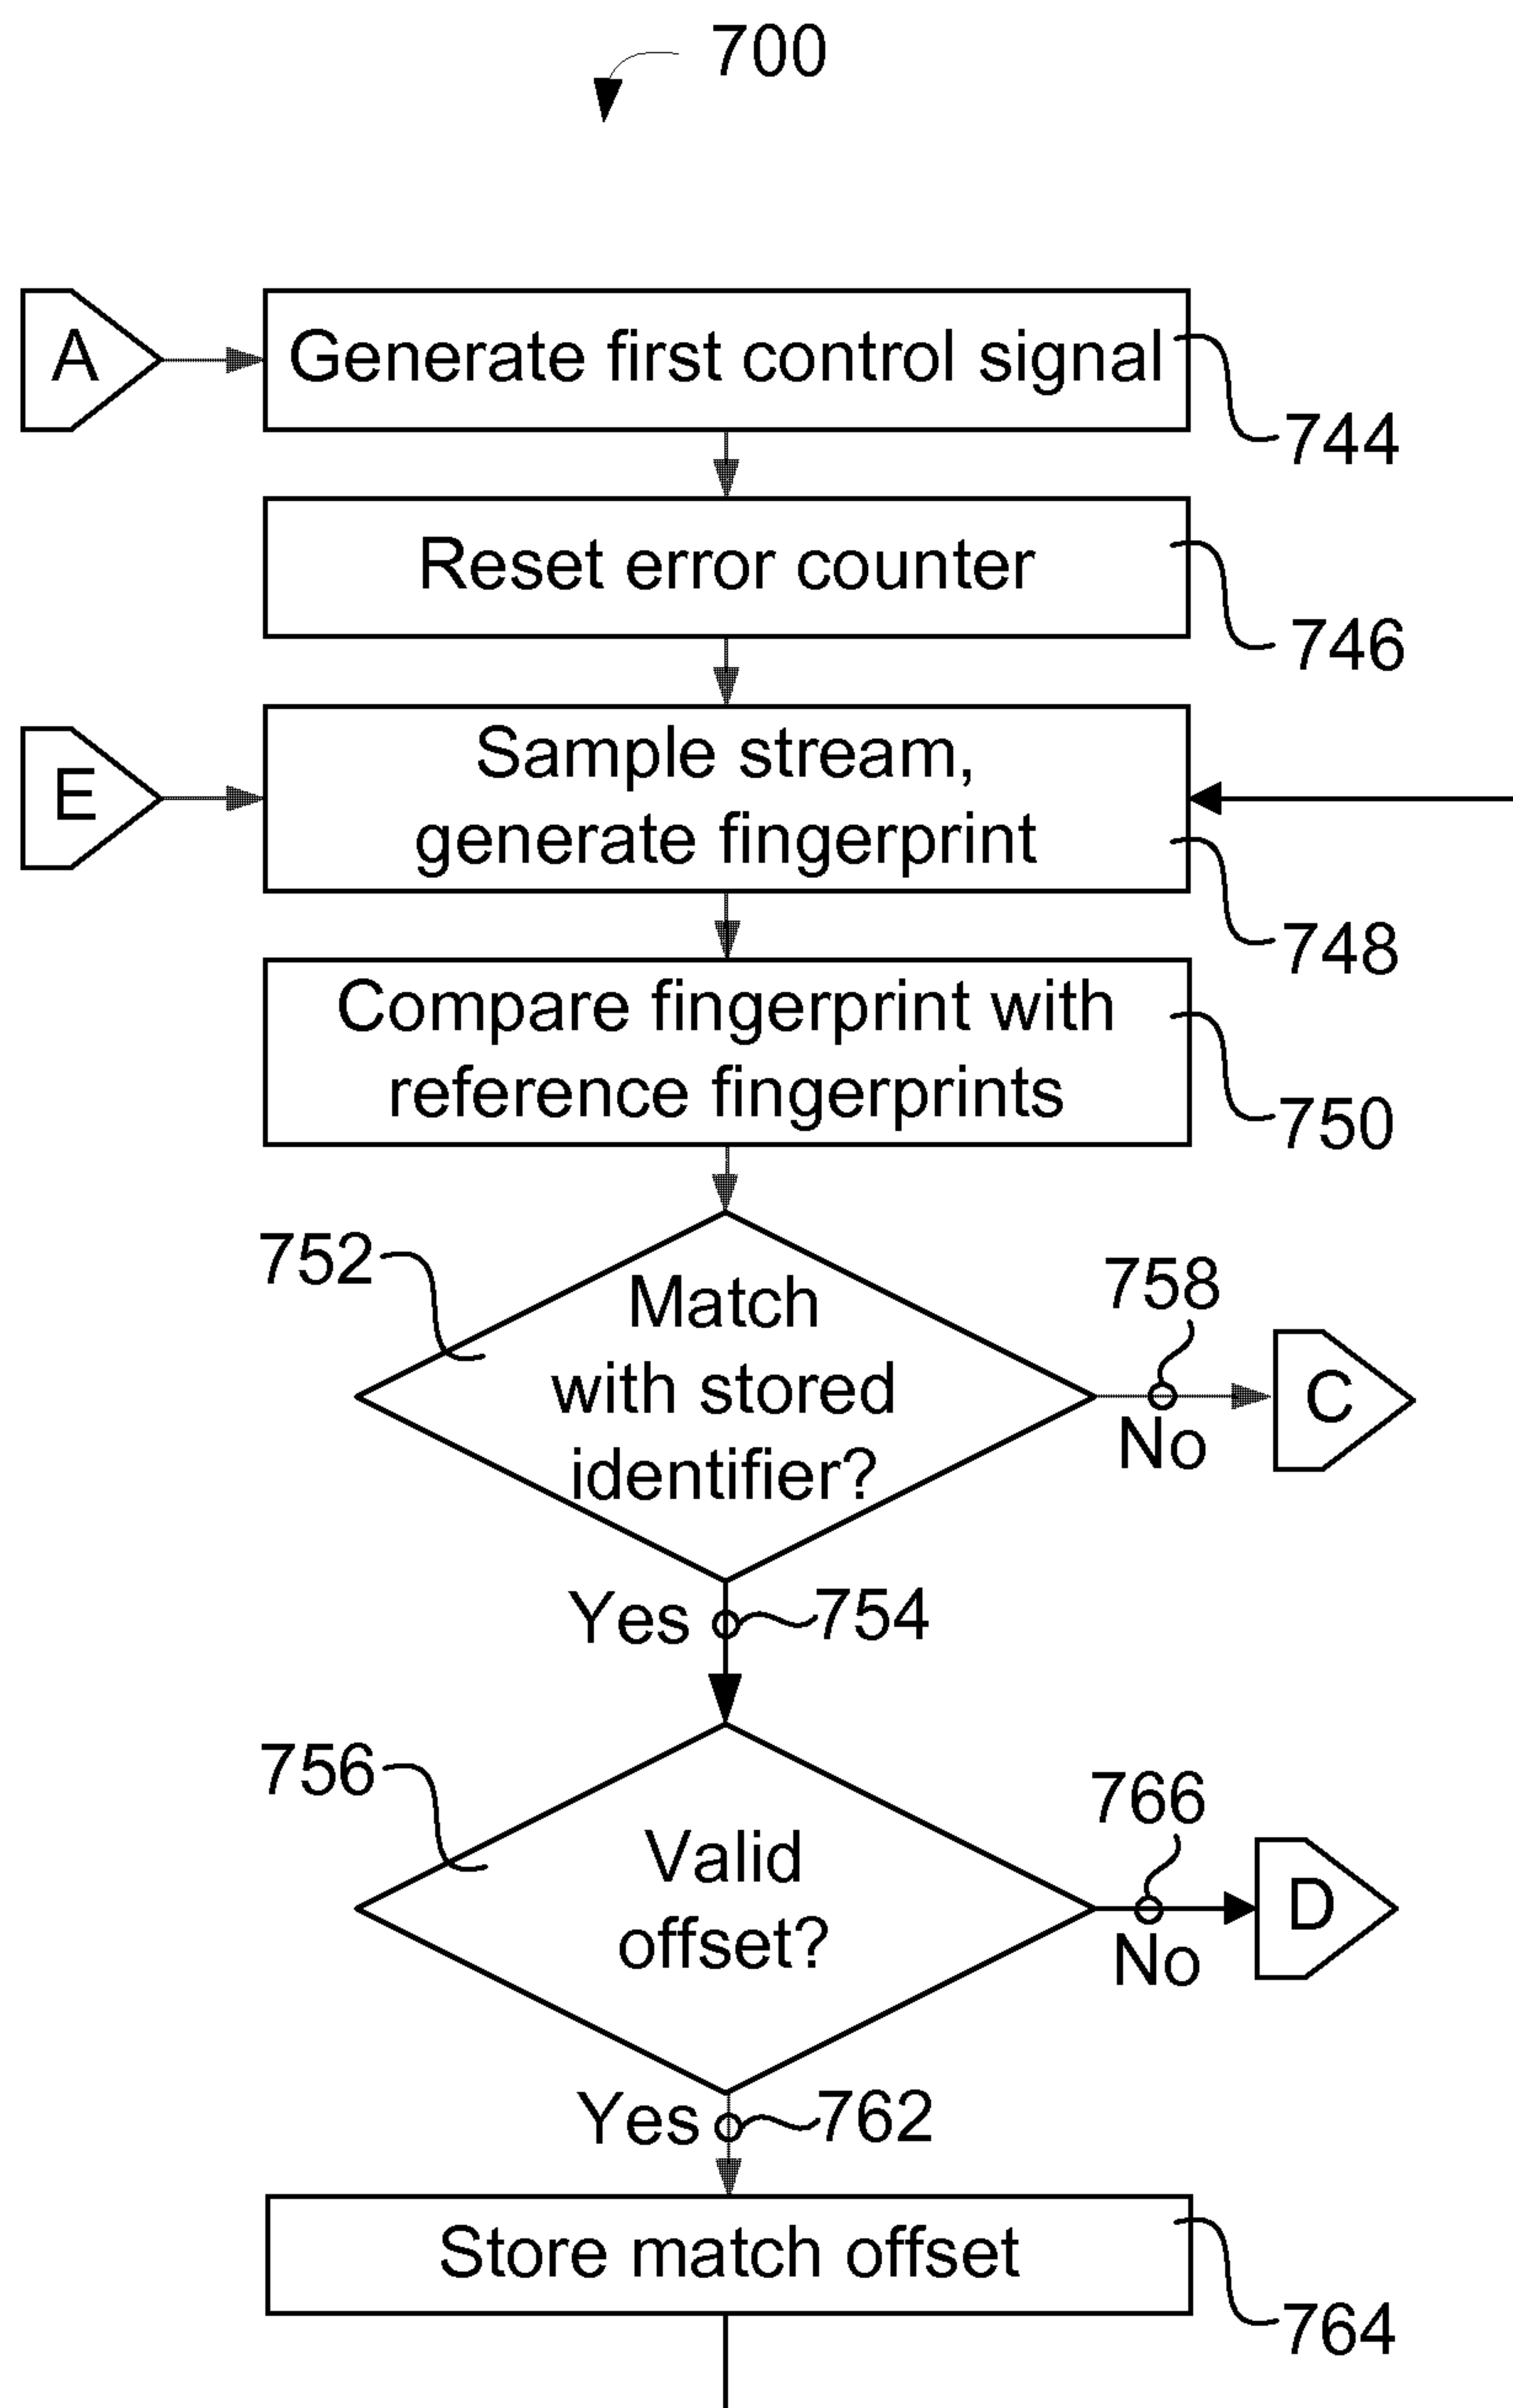 700
A
Generate first control signal
744
Reset error counter
746
E
Sample stream,
generate fingerprint
748
Compare fingerprint with
reference fingerprints
750
752
Match
with stored
identifier?
758
No
C
Yes
754
756
Valid
offset?
766
No
D
Yes
762
Store match offset
764